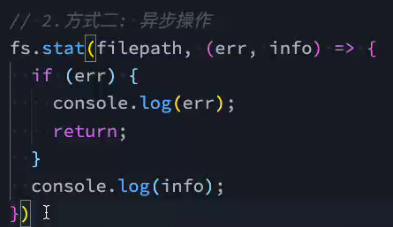 // 2.方式二: 异步操作
fs.stat(filepath, (err, info) => {
  if (err) {
    console.log(err);
    return;
  }
  console.log(info);
})